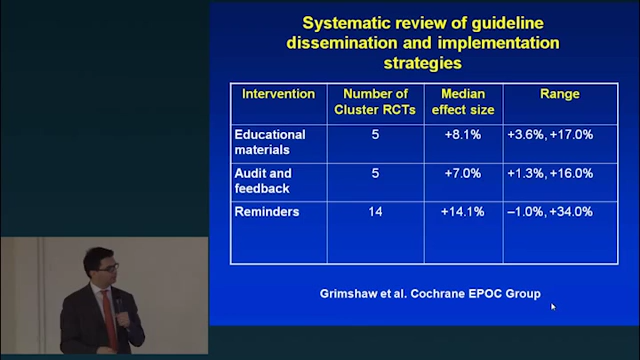 Systematic review of guideline
dissemination and implementation
strategies
Intervention Number of Cluster RCTs Median effect size Range
Educational materials 5 +8.1% +3.6%, +17.0%
Audit and feedback 5 +7.0% +1.3%, +16.0%
Reminders 14 +14.1% –1.0%, +34.0%
Grimshaw et al. Cochrane EPOC Group